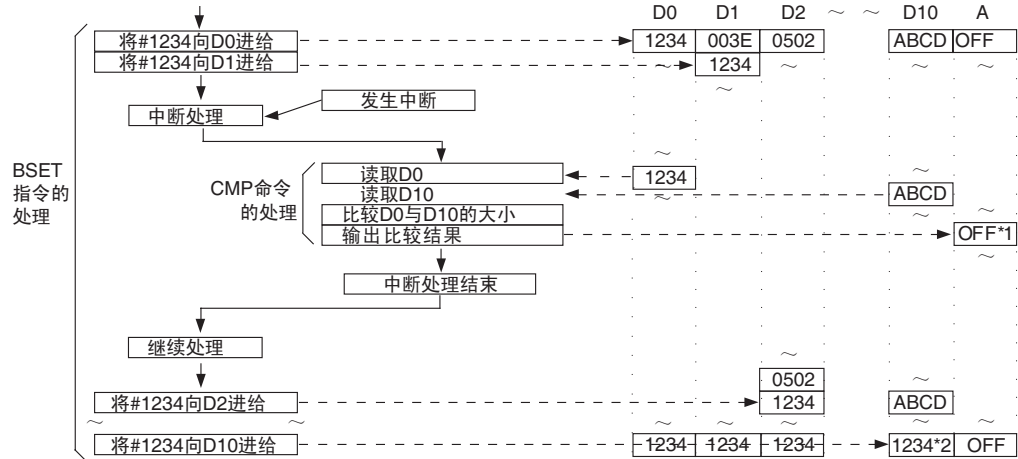 D0 D1 D2 ～ ～ D10 A
将#1234向D0进给 1234 003E 0502 ABCD OFF
将#1234向D1进给 ～ 1234 ～ ～ ～
～
发生中断
中断处理
BSET
指令的
处理
CMP命令
的处理
～ ～
读取D0 1234
读取D10 ～ ABCD
比较D0与D10的大小 ～ ～
输出比较结果 OFF*1
～
中断处理结束
继续处理
～
0502 ～
将#1234向D2进给 1234 ABCD
～ ～ ～ ～ ～ ～ ～
将#1234向D10进给 1234 1234 1234 1234*2 OFF